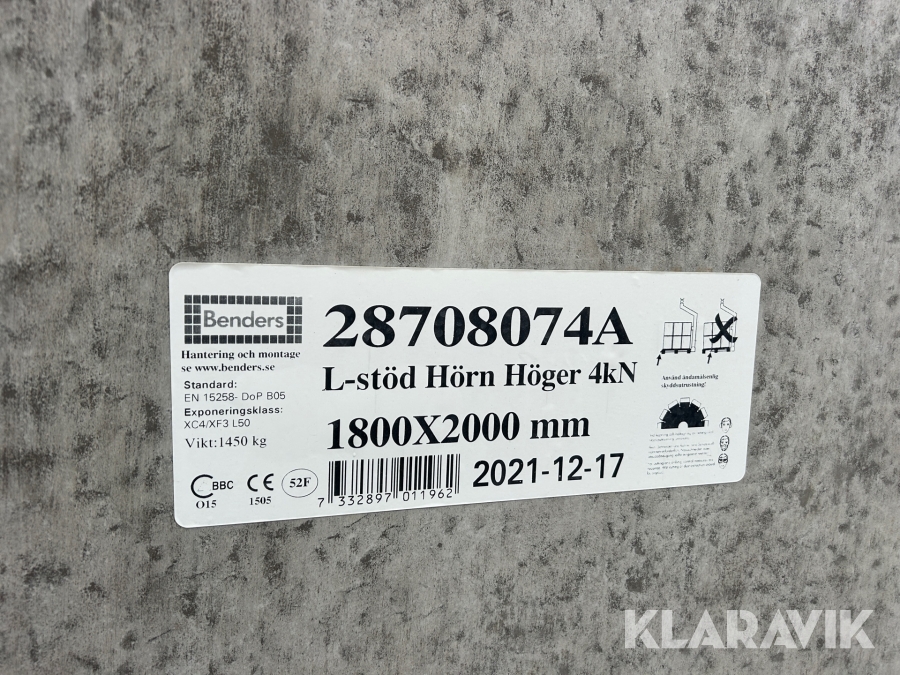 Benders
Hantering och montage
se www.benders.se
Standard:
EN 15258- DoP B05
Exponeringsklass:
XC4/XF3 L50
Vikt:1450 kg
BBC
O15
CE
1505
52F
28708074A
L-stöd Hörn Höger 4kN
1800X2000 mm
7 332897 011962
2021-12-17
Använd ändamålsenlig
skyddsutrustning!
KLARAVIK